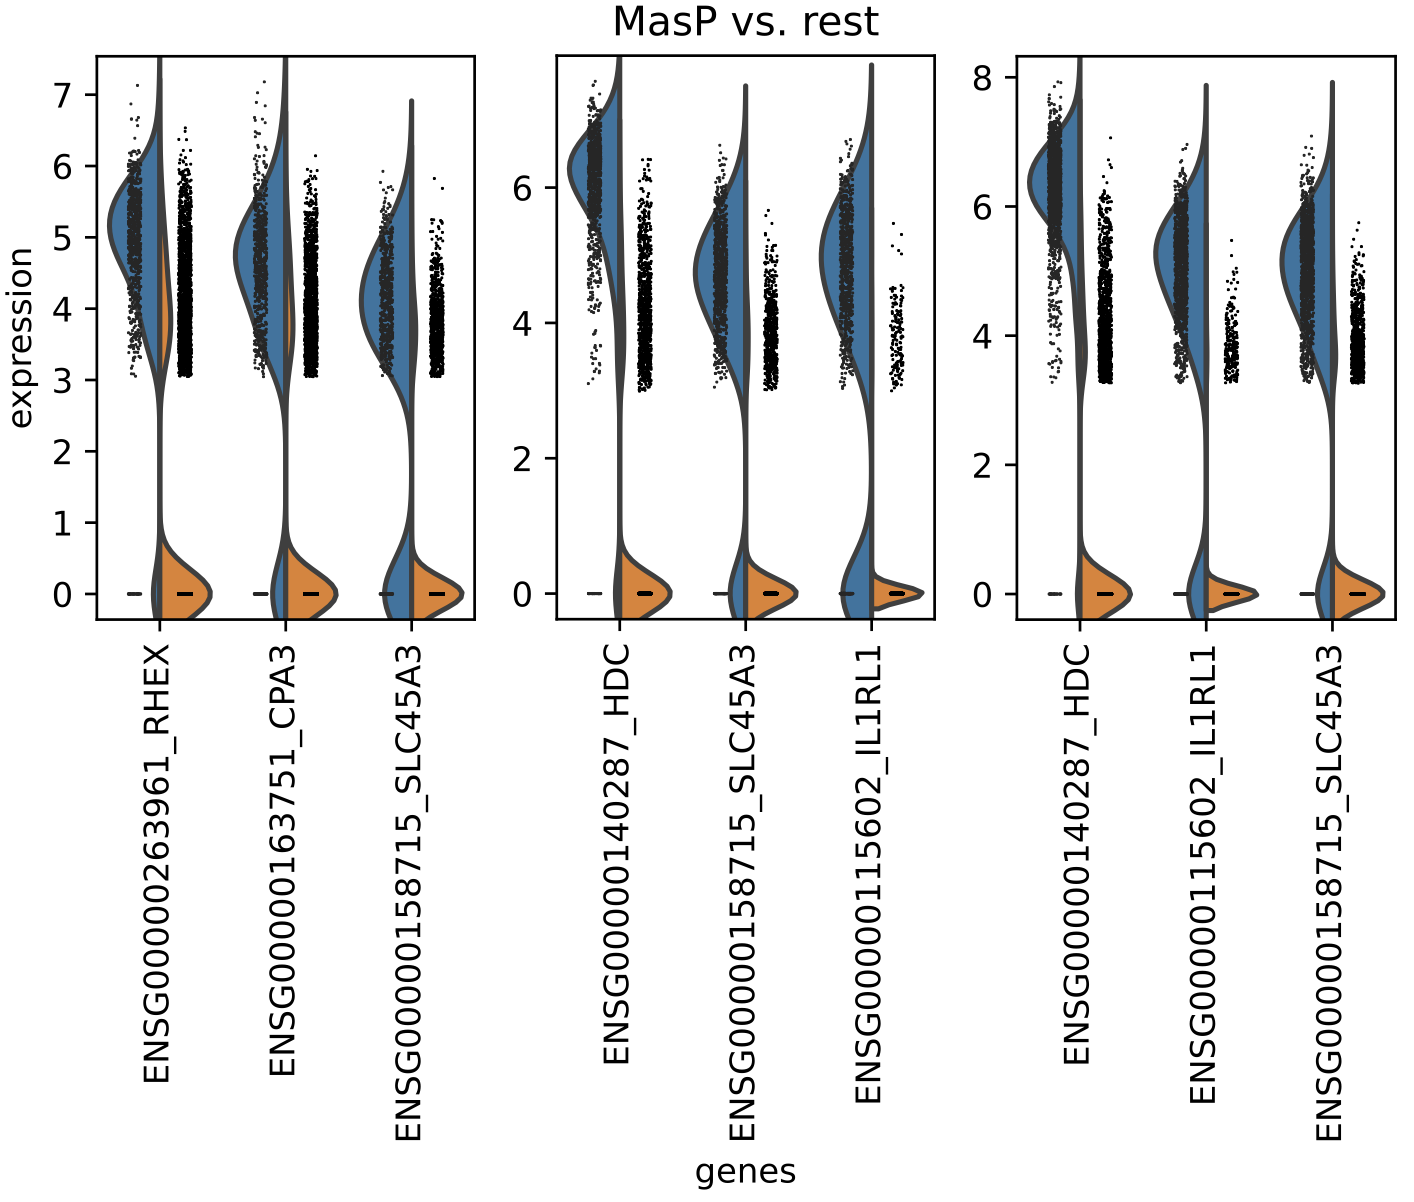 MasP vs. rest
expression
7
6
5
4
3
2
1
0
6
4
2
0
8
6
4
2
0
ENSG00000263961_RHEX
ENSG00000163751_CPA3
ENSG00000158715_SLC45A3
ENSG00000140287_HDC
ENSG00000158715_SLC45A3
ENSG00000115602_IL1RL1
ENSG00000140287_HDC
ENSG00000115602_IL1RL1
ENSG00000158715_SLC45A3
genes